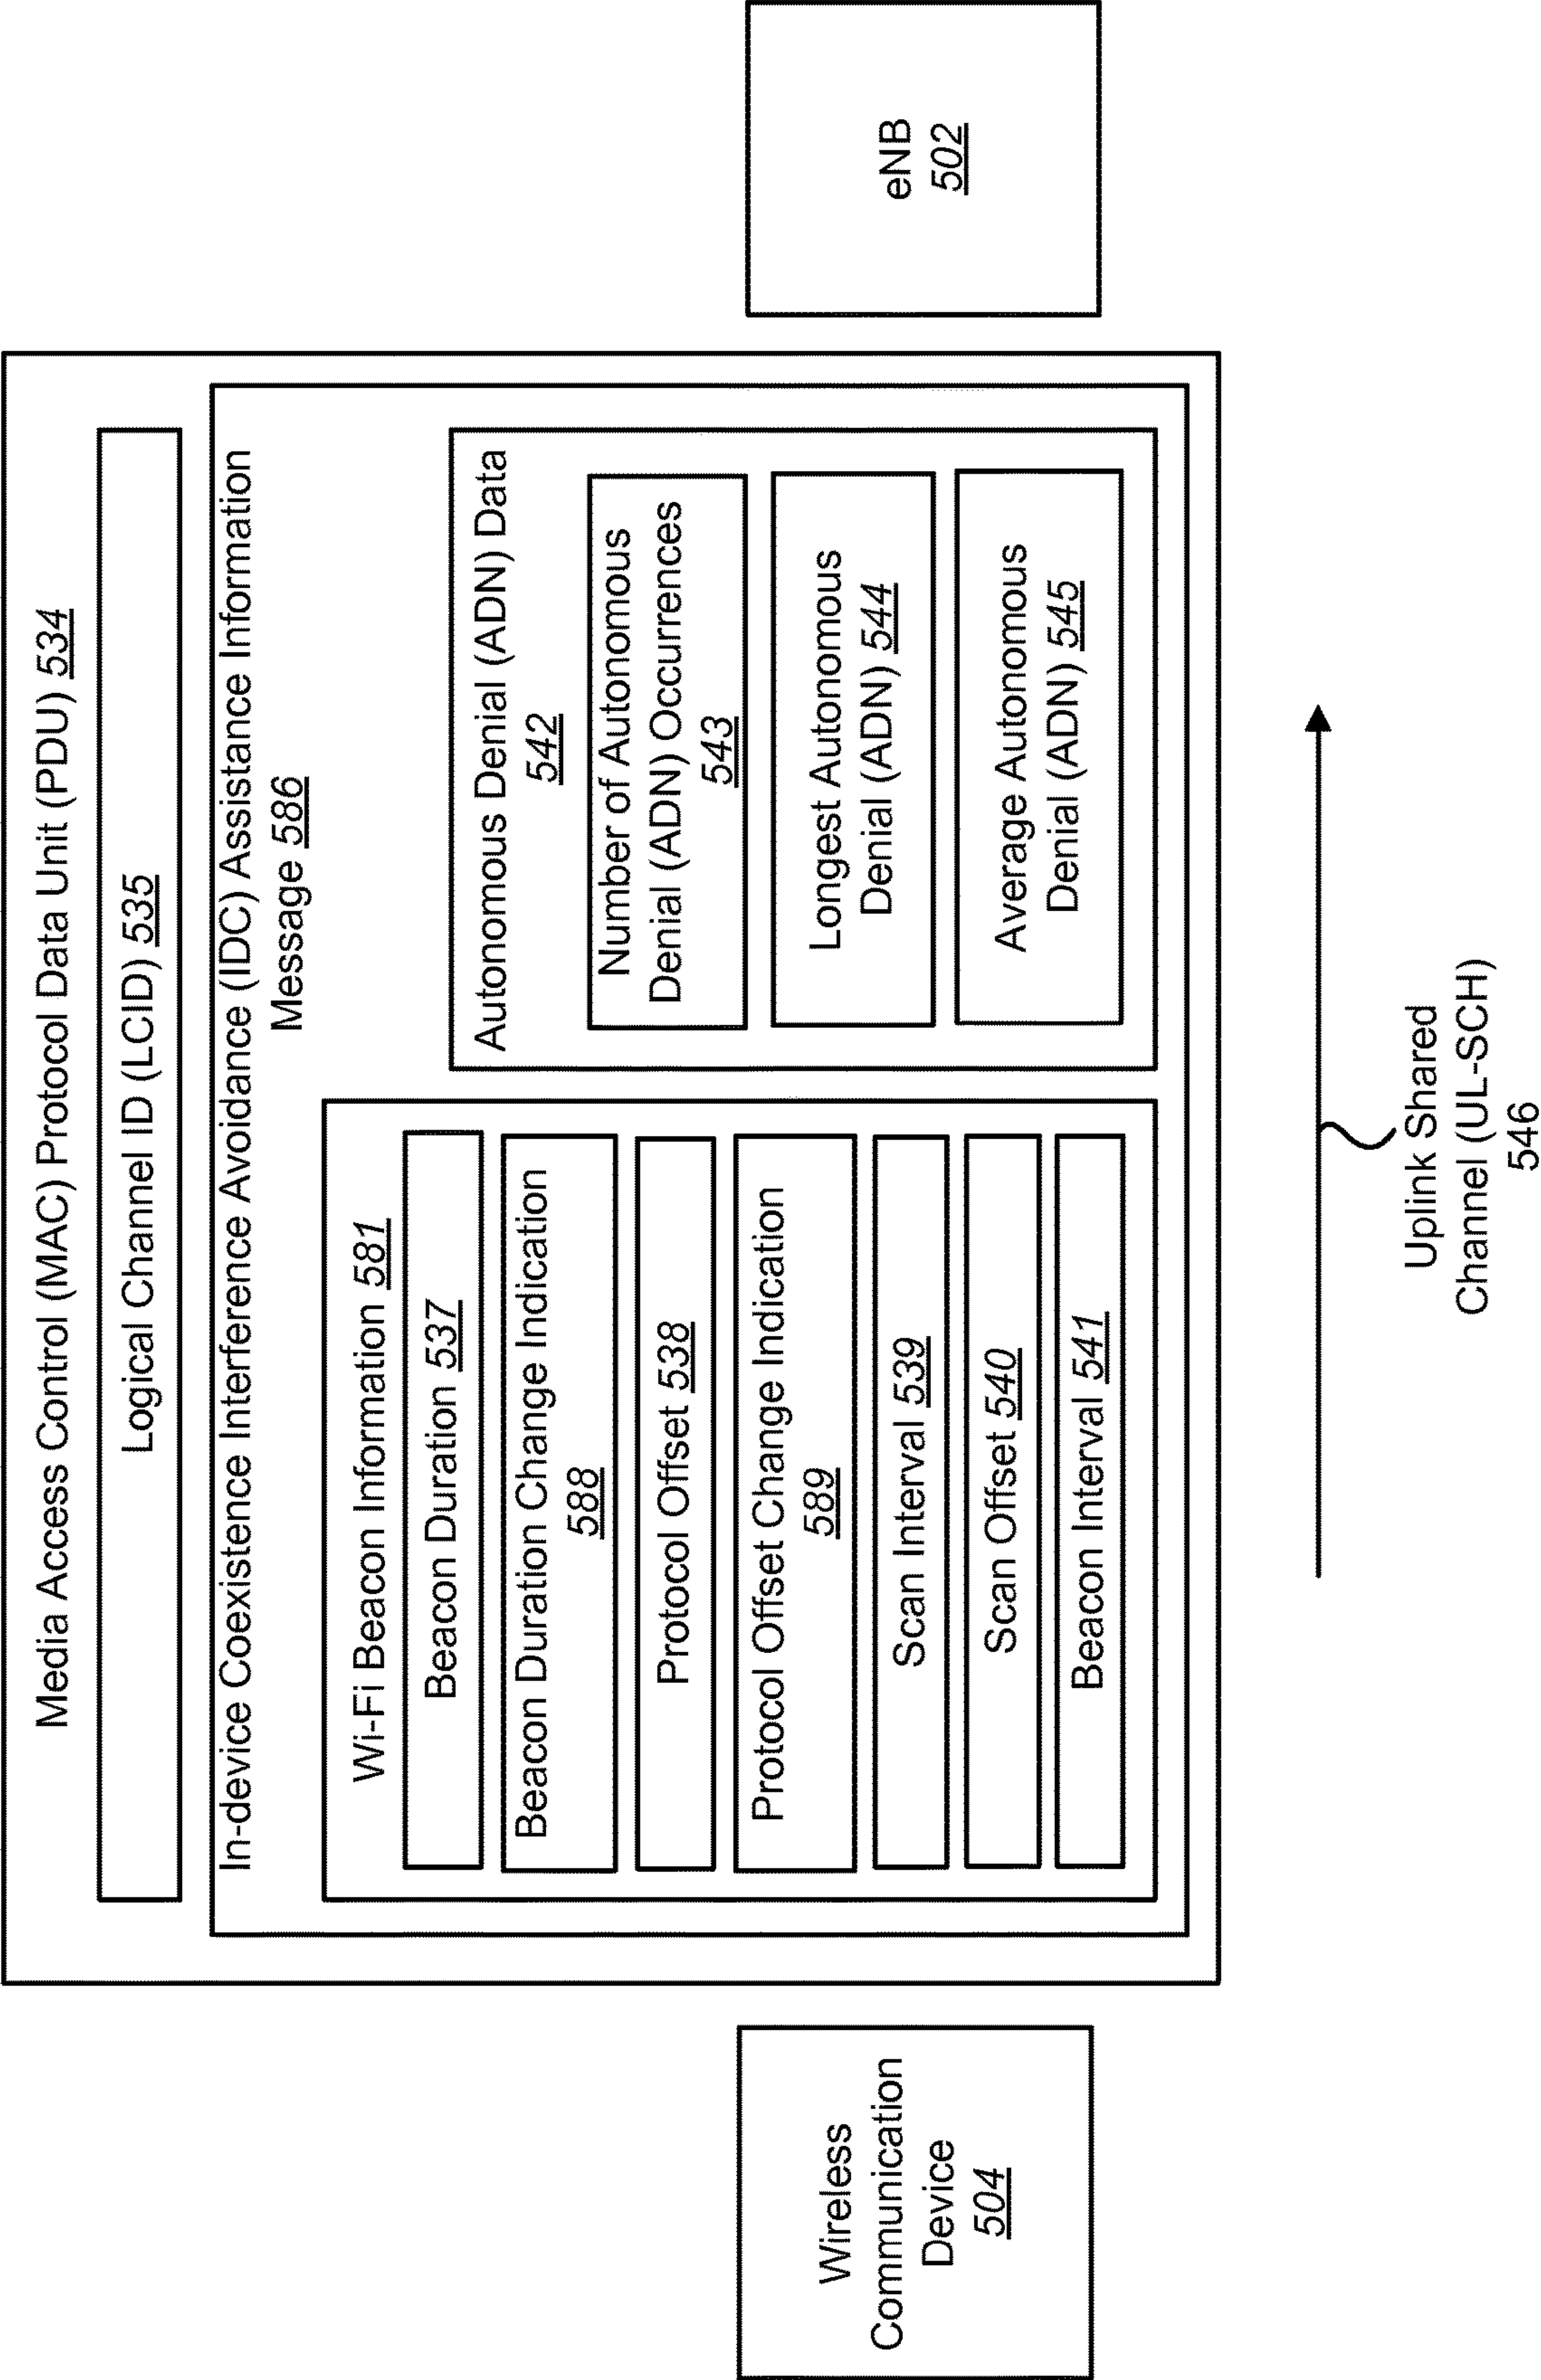 Media Access Control (MAC) Protocol Data Unit (PDU) 534
Logical Channel ID (LCID) 535
In-device Coexistence Interference Avoidance (IDC) Assistance Information
Message 586
Wi-Fi Beacon Information 581
Beacon Duration 537
Beacon Duration Change Indication
588
Protocol Offset 538
Protocol Offset Change Indication
589
Scan Interval 539
Scan Offset 540
Beacon Interval 541
Autonomous Denial (ADN) Data
542
Number of Autonomous
Denial (ADN) Occurrences
543
Longest Autonomous
Denial (ADN) 544
Average Autonomous
Denial (ADN) 545
Wireless
Communication
Device
504
eNB
502
Uplink Shared
Channel (UL-SCH)
546